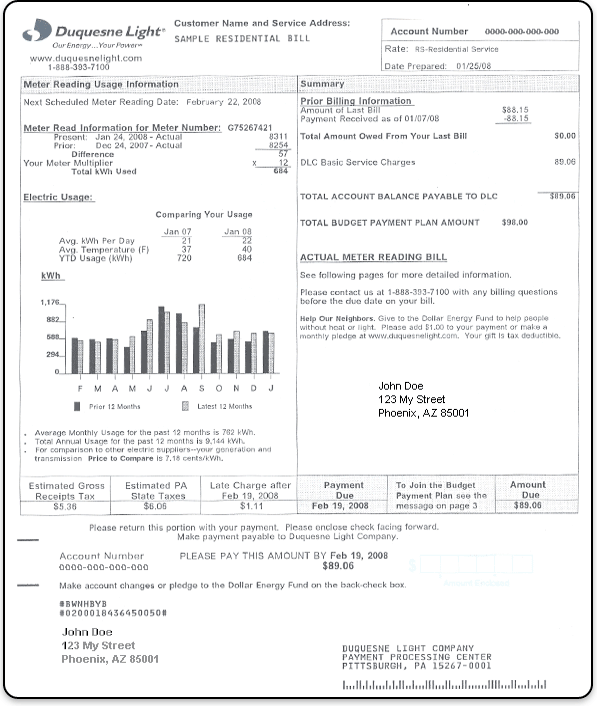 Duquesne Light®
Our Energy...Your Power℠
www.duquesnelight.com
1-888-393-7100
Customer Name and Service Address:
SAMPLE RESIDENTIAL BILL
Account Number 0000-000-000-000
Rate: RS-Residential Service
Date Prepared: 01/25/08
Meter Reading Usage Information
Next Scheduled Meter Reading Date: February 22, 2008
Meter Read Information for Meter Number: G75267421
Present: Jan 24, 2008 - Actual 8311
Prior: Dec 24, 2007 - Actual 8254
Difference 57
Your Meter Multiplier x 12
Total kWh Used 684
Electric Usage:
Comparing Your Usage
Jan 07 Jan 08
Avg. kWh Per Day 21 22
Avg. Temperature (F) 37 40
YTD Usage (kWh) 720 684
kWh
1,176
882
588
294
0
F M A M J J A S O N D J
Prior 12 Months Latest 12 Months
• Average Monthly Usage for the past 12 months is 762 kWh.
• Total Annual Usage for the past 12 months is 9,144 kWh.
• For comparison to other electric suppliers--your generation and
transmission Price to Compare is 7.18 cents/kWh.
Summary
Prior Billing Information
Amount of Last Bill $88.15
Payment Received as of 01/07/08 -88.15
Total Amount Owed From Your Last Bill $0.00
DLC Basic Service Charges 89.06
TOTAL ACCOUNT BALANCE PAYABLE TO DLC $89.06
TOTAL BUDGET PAYMENT PLAN AMOUNT $98.00
ACTUAL METER READING BILL
See following pages for more detailed information.
Please contact us at 1-888-393-7100 with any billing questions
before the due date on your bill.
Help Our Neighbors. Give to the Dollar Energy Fund to help people
without heat or light. Please add $1.00 to your payment or make a
monthly pledge at www.duquesnelight.com. Your gift is tax deductible.
John Doe
123 My Street
Phoenix, AZ 85001
Estimated Gross
Receipts Tax
$5.36
Estimated PA
State Taxes
$6.06
Late Charge after
Feb 19, 2008
$1.11
Payment
Due
Feb 19, 2008
To Join the Budget
Payment Plan see the
message on page 3
Amount
Due
$89.06
Please return this portion with your payment. Please enclose check facing forward.
Make payment payable to Duquesne Light Company.
Account Number
0000-000-000-000
PLEASE PAY THIS AMOUNT BY Feb 19, 2008
$89.06
Make account changes or pledge to the Dollar Energy Fund on the back-check box.
#BWNHBYB
#0200018436450050#
John Doe
123 My Street
Phoenix, AZ 85001
DUQUESNE LIGHT COMPANY
PAYMENT PROCESSING CENTER
PITTSBURGH, PA 15267-0001